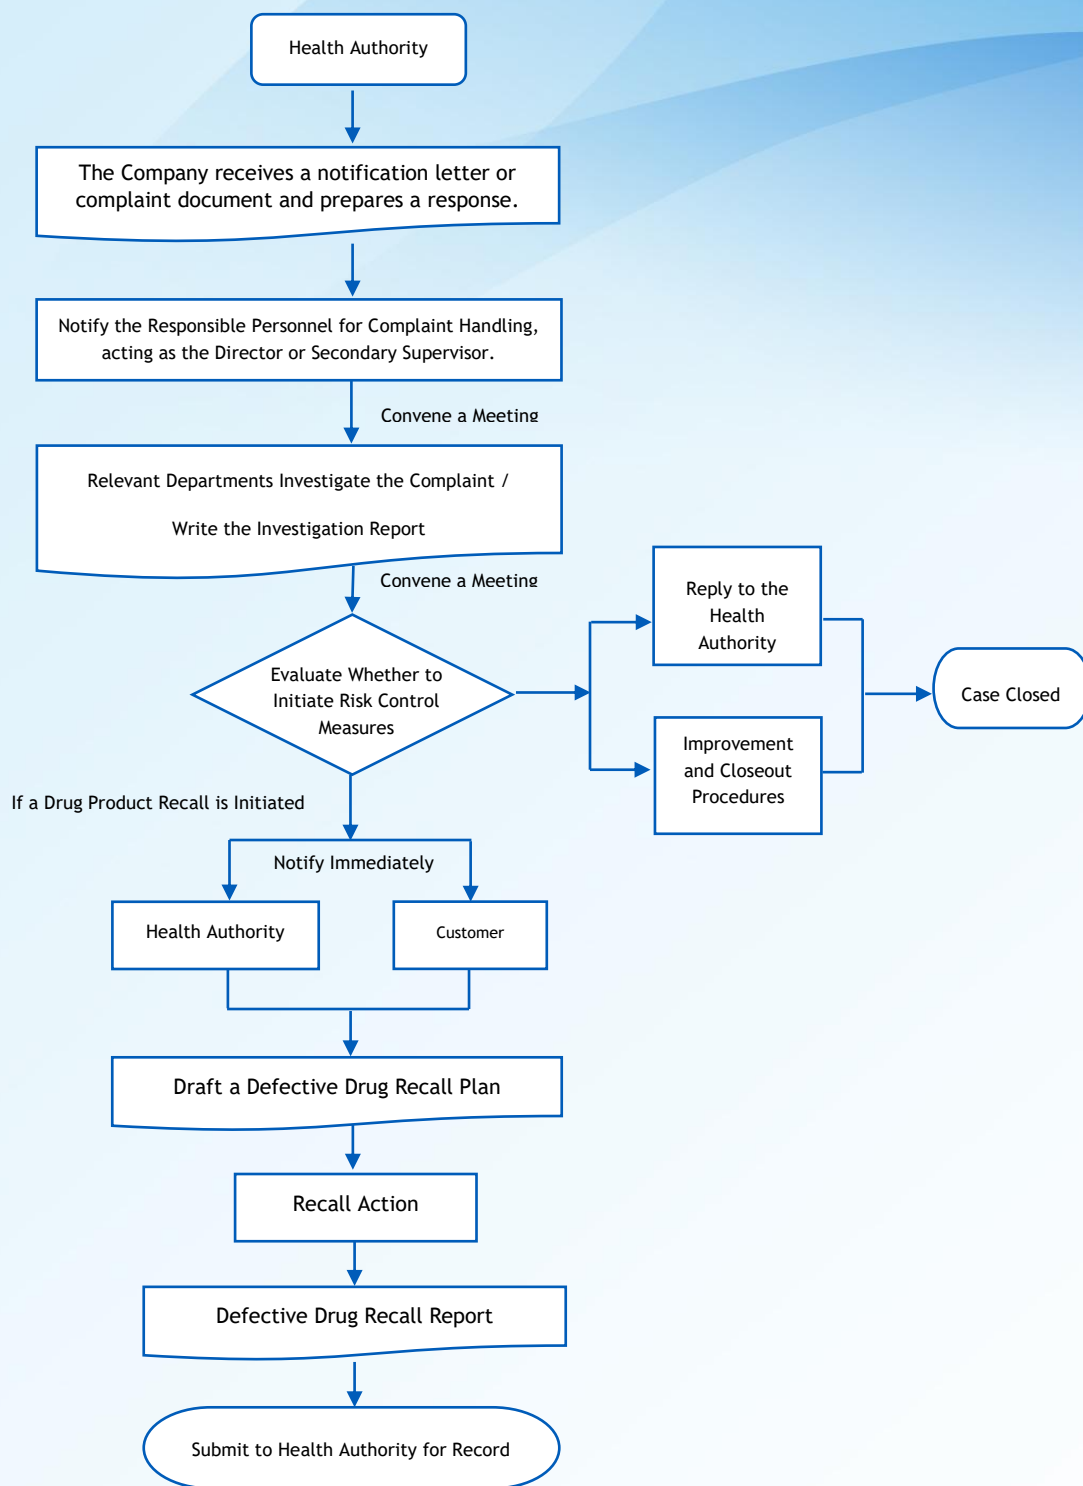 Health Authority
The Company receives a notification letter or
complaint document and prepares a response.
Notify the Responsible Personnel for Complaint Handling,
acting as the Director or Secondary Supervisor.
Convene a Meeting
Relevant Departments Investigate the Complaint /
Write the Investigation Report
Convene a Meeting
Evaluate Whether to
Initiate Risk Control
Measures
Reply to the
Health
Authority
Improvement
and Closeout
Procedures
Case Closed
If a Drug Product Recall is Initiated
Notify Immediately
Health Authority
Customer
Draft a Defective Drug Recall Plan
Recall Action
Defective Drug Recall Report
Submit to Health Authority for Record